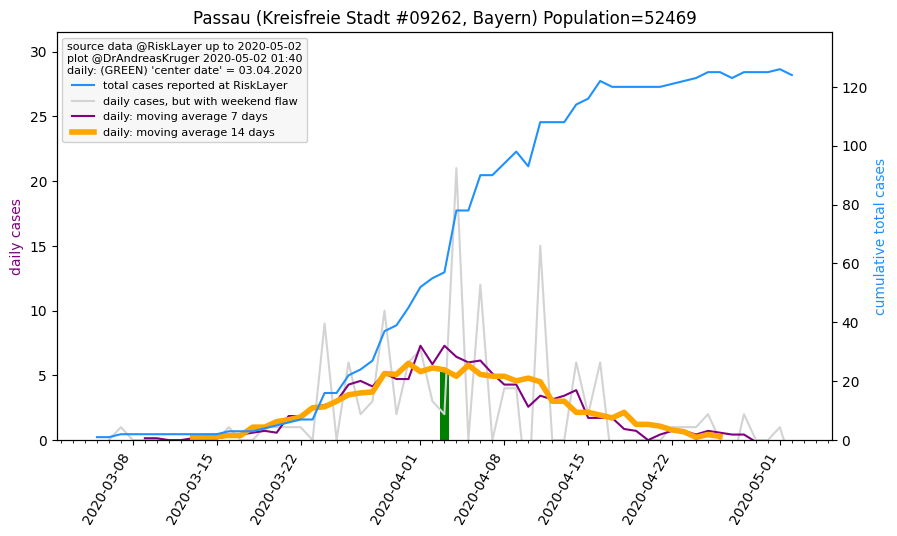 Passau (Kreisfreie Stadt #09262, Bayern) Population=52469
source data @RiskLayer up to 2020-05-02
plot @DrAndreasKruger 2020-05-02 01:40
daily: (GREEN) 'center date' = 03.04.2020
total cases reported at RiskLayer
daily cases, but with weekend flaw
daily: moving average 7 days
daily: moving average 14 days
daily cases
30
25
20
15
10
5
0
cumulative total cases
120
100
80
60
40
20
0
2020-03-08
2020-03-15
2020-03-22
2020-04-01
2020-04-08
2020-04-15
2020-04-22
2020-05-01